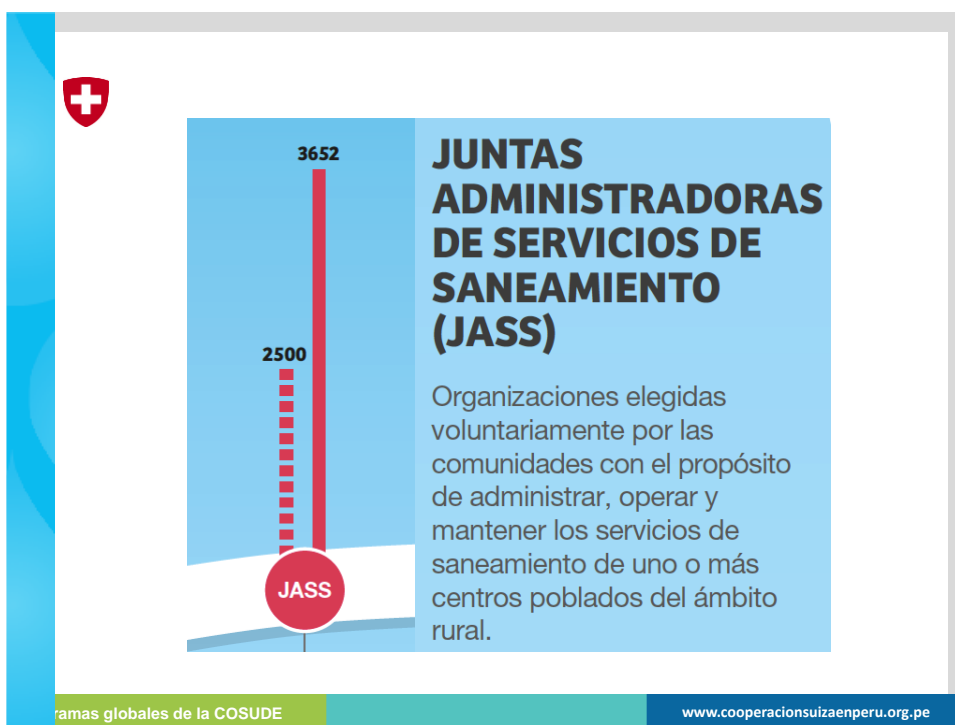 3652
2500
JASS
JUNTAS
ADMINISTRADORAS
DE SERVICIOS DE
SANEAMIENTO
(JASS)
Organizaciones elegidas
voluntariamente por las
comunidades con el propósito
de administrar, operar y
mantener los servicios de
saneamiento de uno o más
centros poblados del ámbito
rural.
globales de la COSUDE
www.cooperacionsuizaenperu.org.pe